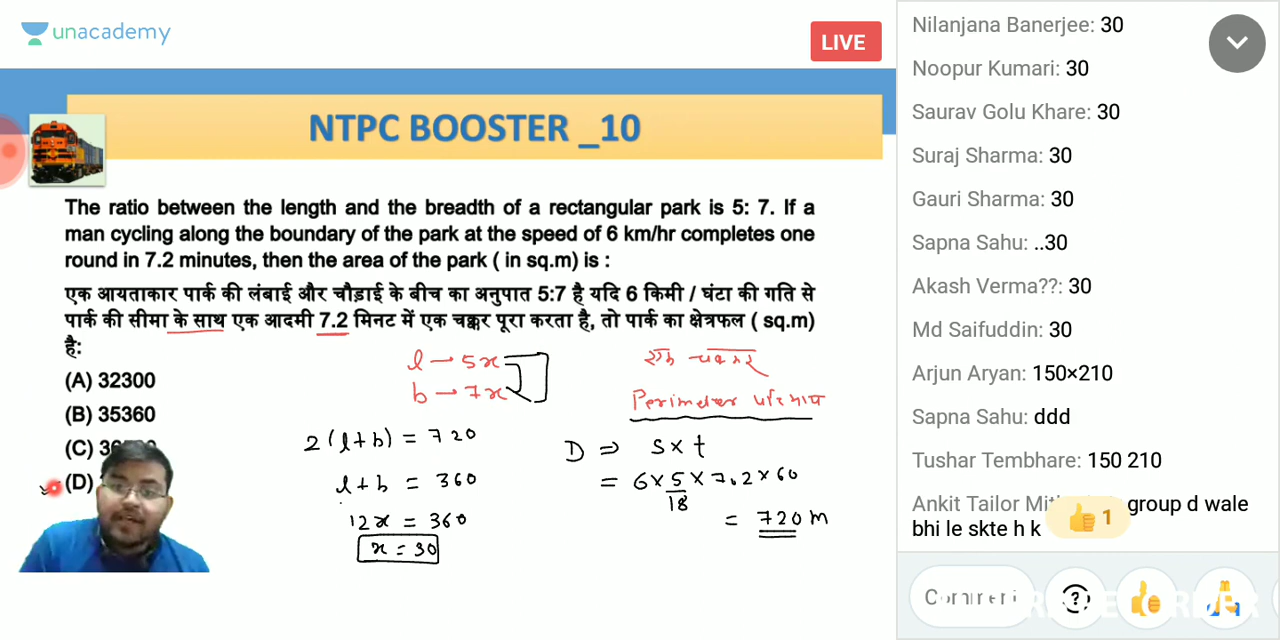 unacademy
LIVE
NTPC BOOSTER _10
The ratio between the length and the breadth of a rectangular park is 5: 7. If a
man cycling along the boundary of the park at the speed of 6 km/hr completes one
round in 7.2 minutes, then the area of the park ( in sq.m) is :
एक आयताकार पार्क की लंबाई और चौड़ाई के बीच का अनुपात 5:7 है यदि 6 किमी / घंटा की गति से
पार्क की सीमा के साथ एक आदमी 7.2 मिनट में एक चक्कर पूरा करता है, तो पार्क का क्षेत्रफल ( sq.m)
है:
(A) 32300
(B) 35360
(C)
(D)
l → 5x
b → 7x
2(l+b) = 720
l+b = 360
12x = 360
x = 30
एक चक्कर
Perimeter परिमाप
D ⇒ s×t
= 6×5/18×7.2×60
= 720m
Nilanjana Banerjee: 30
Noopur Kumari: 30
Saurav Golu Khare: 30
Suraj Sharma: 30
Gauri Sharma: 30
Sapna Sahu: ..30
Akash Verma??: 30
Md Saifuddin: 30
Arjun Aryan: 150×210
Sapna Sahu: ddd
Tushar Tembhare: 150 210
Ankit Tailor group d wale
bhi le skte h k
1
Comment